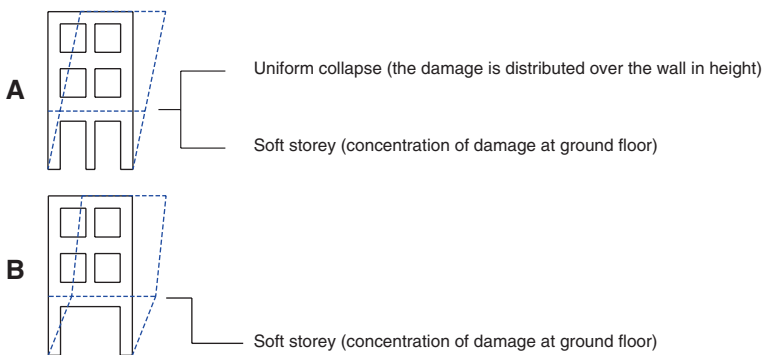 Uniform collapse (the damage is distributed over the wall in height)
A
Soft storey (concentration of damage at ground floor)
B
Soft storey (concentration of damage at ground floor)